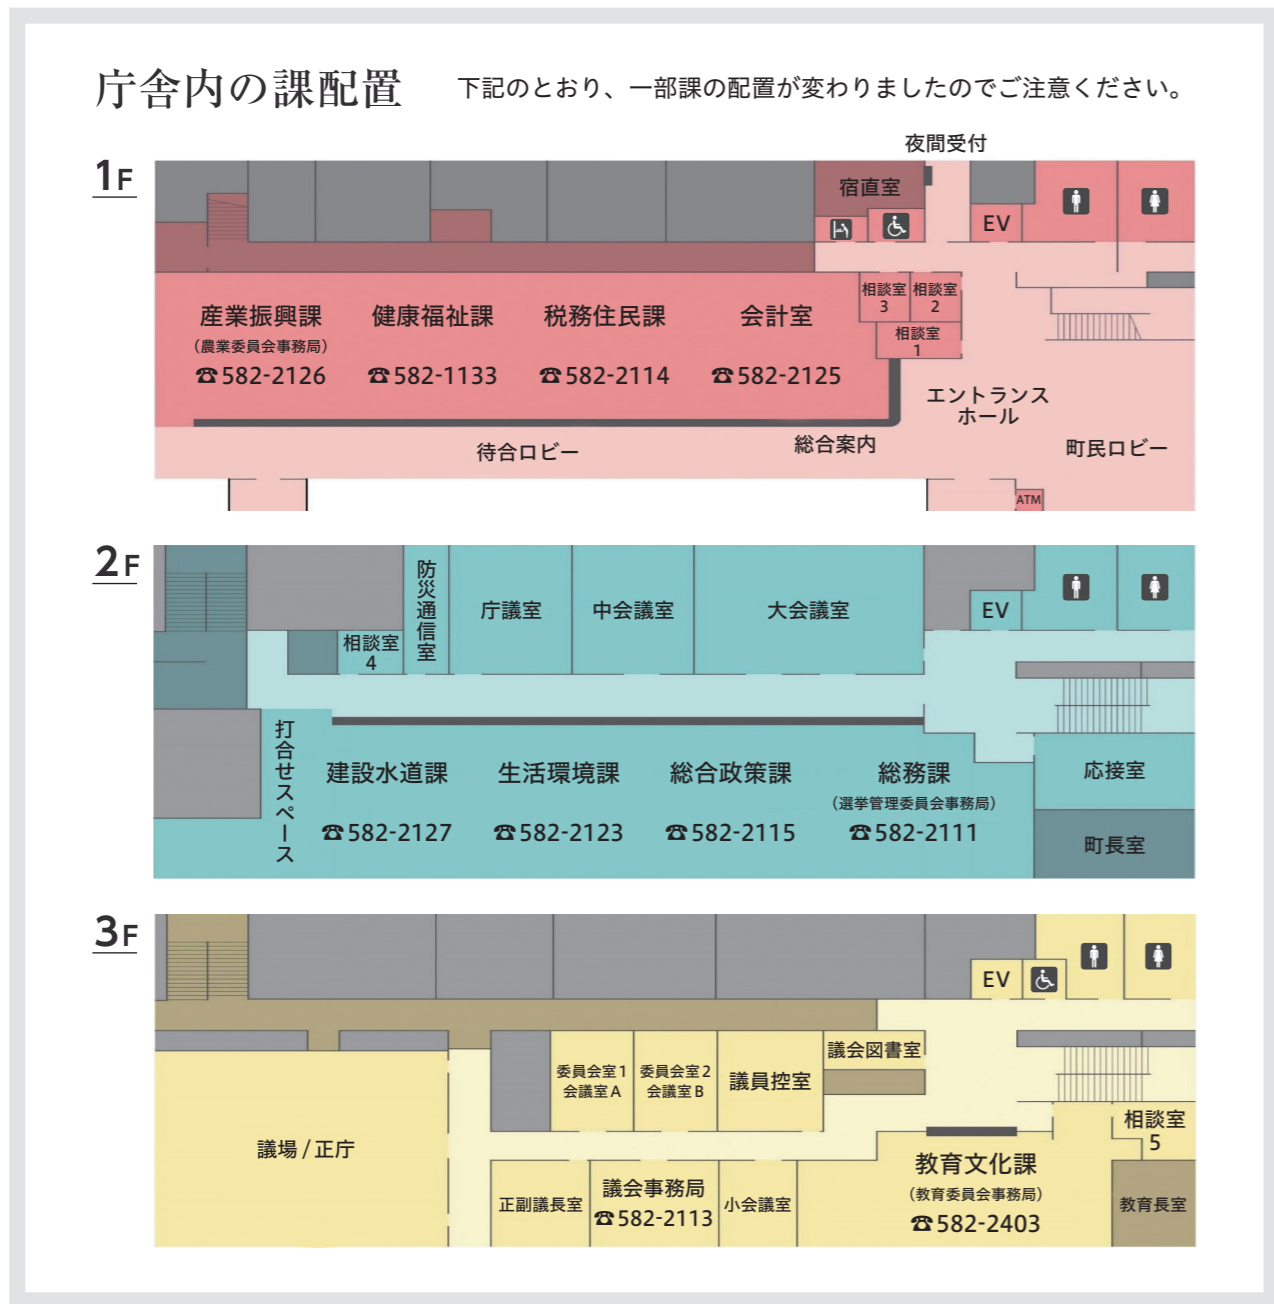 庁舎内の課配置
下記のとおり、一部課の配置が変わりましたのでご注意ください。
1F
夜間受付
宿直室
EV
相談室
3
相談室
2
相談室
1
産業振興課
(農業委員会事務局)
☎582-2126
健康福祉課
☎582-1133
税務住民課
☎582-2114
会計室
☎582-2125
エントランス
ホール
待合ロビー
総合案内
町民ロビー
ATM
2F
相談室
4
防災通信室
庁議室
中会議室
大会議室
EV
打合せスペース
建設水道課
☎582-2127
生活環境課
☎582-2123
総合政策課
☎582-2115
総務課
(選挙管理委員会事務局)
☎582-2111
応接室
町長室
3F
EV
委員会室1
会議室A
委員会室2
会議室B
議員控室
議会図書室
議場/正庁
正副議長室
議会事務局
☎582-2113
小会議室
教育文化課
(教育委員会事務局)
☎582-2403
相談室
5
教育長室